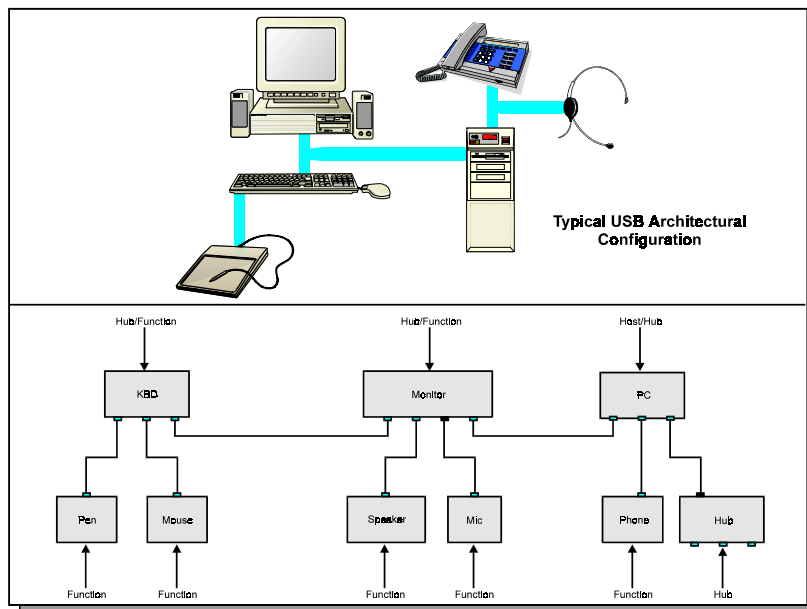 Typical USB Architectural
Configuration
Hub/Function
Hub/Function
Host/Hub
KBD
Monitor
PC
Pen
Mouse
Speaker
Mic
Phone
Hub
Function
Function
Function
Function
Function
Hub